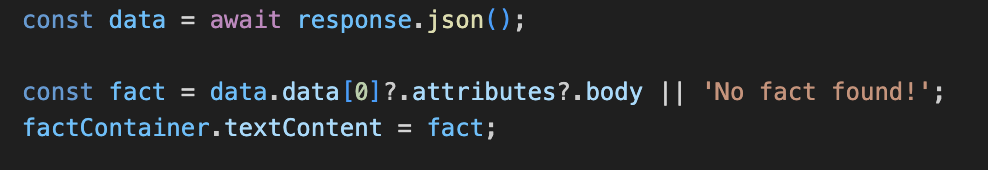 const data = await response.json();
const fact = data.data[0]?.attributes?.body || 'No fact found!';
factContainer.textContent = fact;